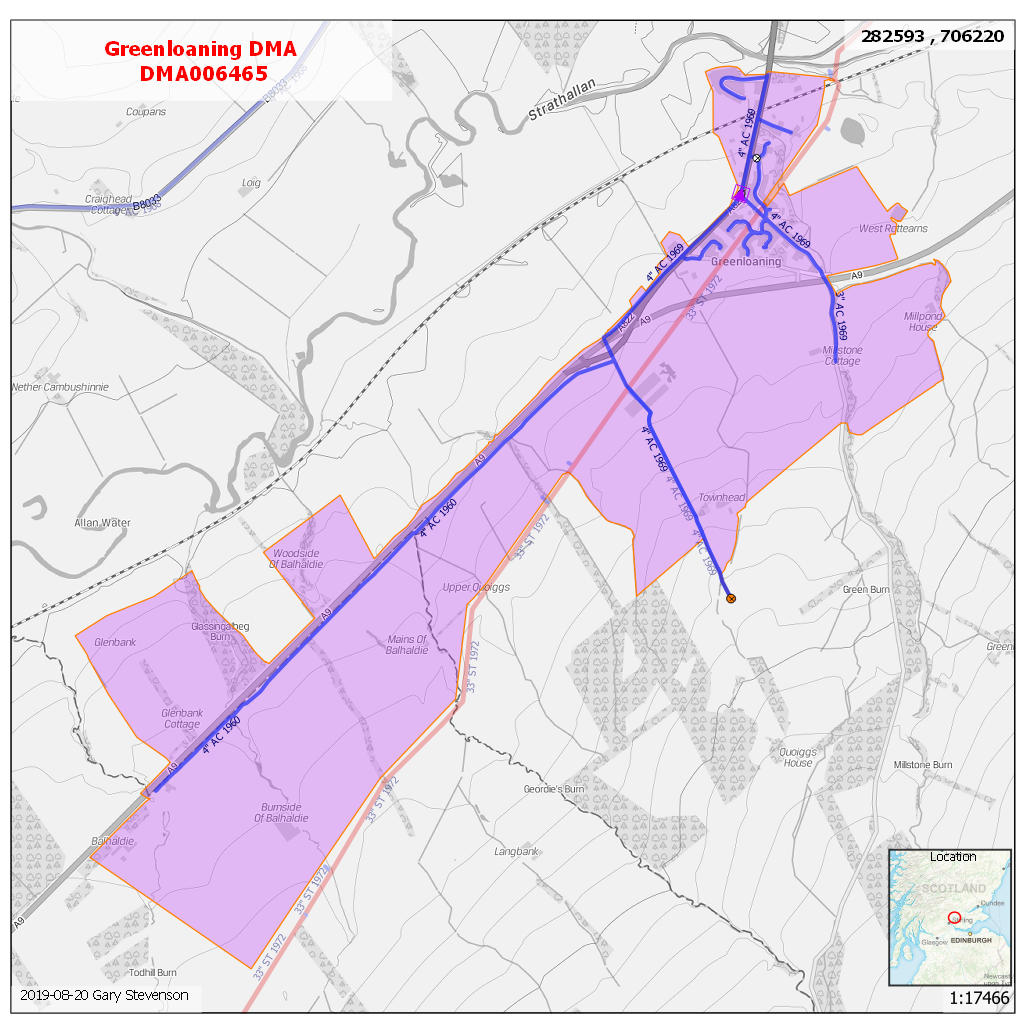 Greenloaning DMA
DMA006465
282593 , 706220
B8033
Strathallan
Coupans
4" AC 1960
Loig
Craighead
Cottage
B8033
West Rottearns
4" AC 1969
4" AC 1969
Greenloaning
A9
33" ST 1972
3" AC 1969
Millpond
House
A822
A9
Millstone
Cottage
Nether Cambushinnie
4" AC 1969
A9
4" AC 1969
Townhead
4" AC 1960
Allan Water
33" ST 1972
4" AC 1969
Woodside
Of Balhaldie
Upper Quoiggs
Green Burn
A9
Glassingalbeg
Burn
Glenbank
Mains Of
Balhaldie
33" ST 1972
Green
Glenbank
Cottage
4" AC 1960
Quoiggs
House
A9
Millstone Burn
Geordie's Burn
33" ST 1972
Burnside
Of Balhaldie
Balhaldie
Langbank
Location
SCOTLAND
Dundee
Stirling
Glasgow
EDINBURGH
Newcastle
upon Tyne
33" ST 1972
A9
33" ST 1972
Todhill Burn
2019-08-20 Gary Stevenson
1:17466